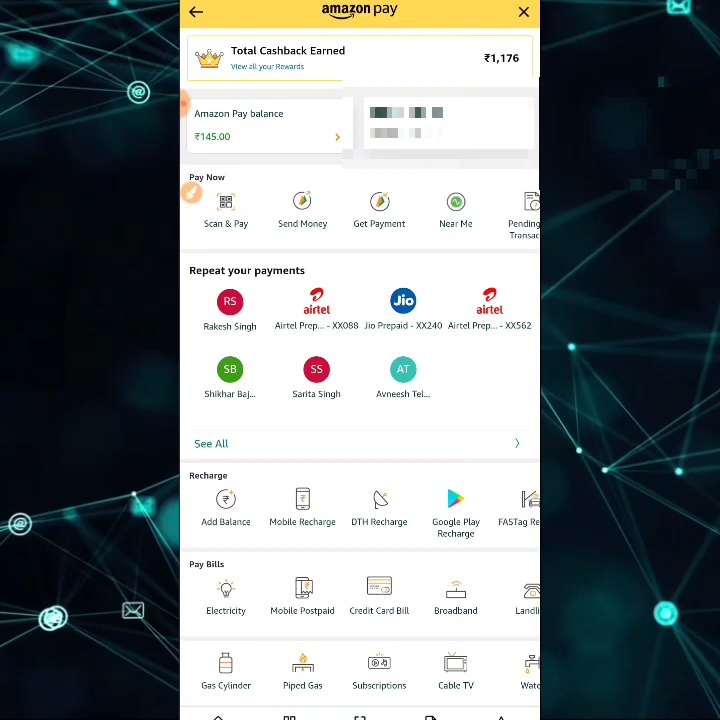 amazon pay
Total Cashback Earned
View all your Rewards
₹1,176
Amazon Pay balance
₹145.00
Pay Now
Scan & Pay
Send Money
Get Payment
Near Me
Pending
Transac
Repeat your payments
RS
airtel
Jio
airtel
Rakesh Singh
Airtel Prep... - XX088
Jio Prepaid - XX240
Airtel Prep... - XX562
SB
SS
AT
Shikhar Baj...
Sarita Singh
Avneesh Tel...
See All
Recharge
Add Balance
Mobile Recharge
DTH Recharge
Google Play
Recharge
FASTag Re
Pay Bills
Electricity
Mobile Postpaid
Credit Card Bill
Broadband
Landli
Gas Cylinder
Piped Gas
Subscriptions
Cable TV
Wate